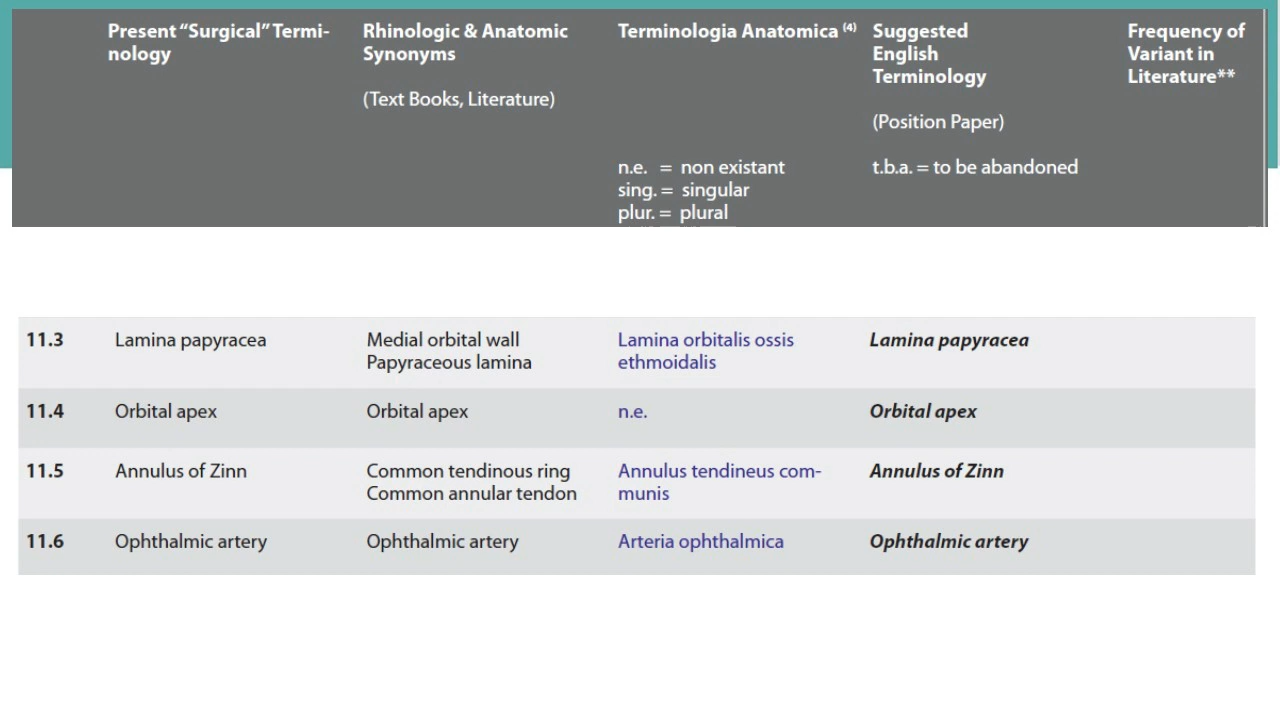 Present “Surgical” Termi-
nology
Rhinologic & Anatomic
Synonyms
(Text Books, Literature)
Terminologia Anatomica (4)
n.e. = non existant
sing. = singular
plur. = plural
Suggested
English
Terminology
(Position Paper)
t.b.a. = to be abandoned
Frequency of
Variant in
Literature**
11.3
Lamina papyracea
Medial orbital wall
Papyraceous lamina
Lamina orbitalis ossis
ethmoidalis
Lamina papyracea
11.4
Orbital apex
Orbital apex
n.e.
Orbital apex
11.5
Annulus of Zinn
Common tendinous ring
Common annular tendon
Annulus tendineus com-
munis
Annulus of Zinn
11.6
Ophthalmic artery
Ophthalmic artery
Arteria ophthalmica
Ophthalmic artery